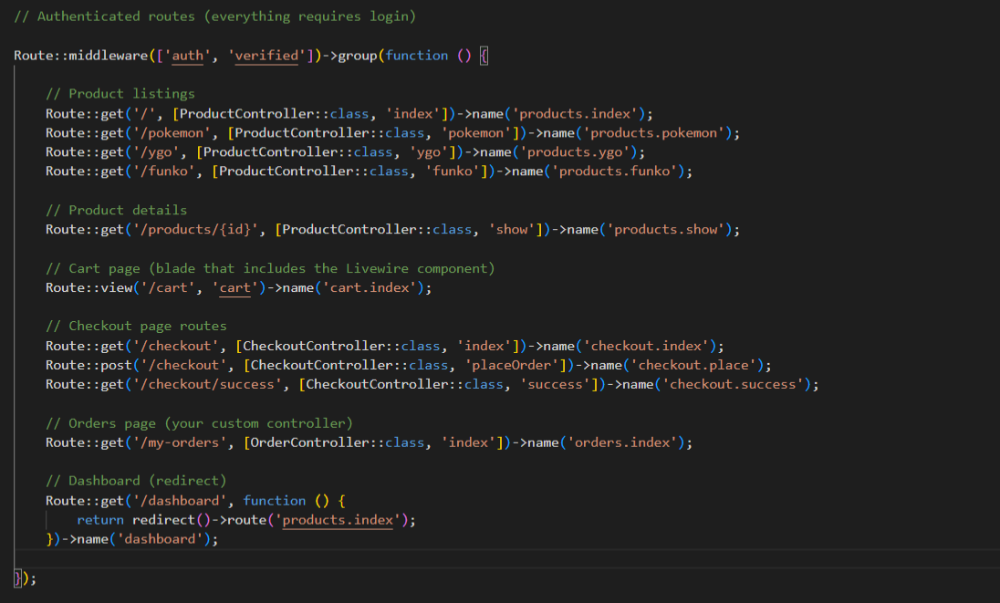 // Authenticated routes (everything requires login)
Route::middleware(['auth', 'verified'])->group(function () {
// Product listings
Route::get('/', [ProductController::class, 'index'])->name('products.index');
Route::get('/pokemon', [ProductController::class, 'pokemon'])->name('products.pokemon');
Route::get('/ygo', [ProductController::class, 'ygo'])->name('products.ygo');
Route::get('/funko', [ProductController::class, 'funko'])->name('products.funko');
// Product details
Route::get('/products/{id}', [ProductController::class, 'show'])->name('products.show');
// Cart page (blade that includes the Livewire component)
Route::view('/cart', 'cart')->name('cart.index');
// Checkout page routes
Route::get('/checkout', [CheckoutController::class, 'index'])->name('checkout.index');
Route::post('/checkout', [CheckoutController::class, 'placeOrder'])->name('checkout.place');
Route::get('/checkout/success', [CheckoutController::class, 'success'])->name('checkout.success');
// Orders page (your custom controller)
Route::get('/my-orders', [OrderController::class, 'index'])->name('orders.index');
// Dashboard (redirect)
Route::get('/dashboard', function () {
return redirect()->route('products.index');
})->name('dashboard');
});